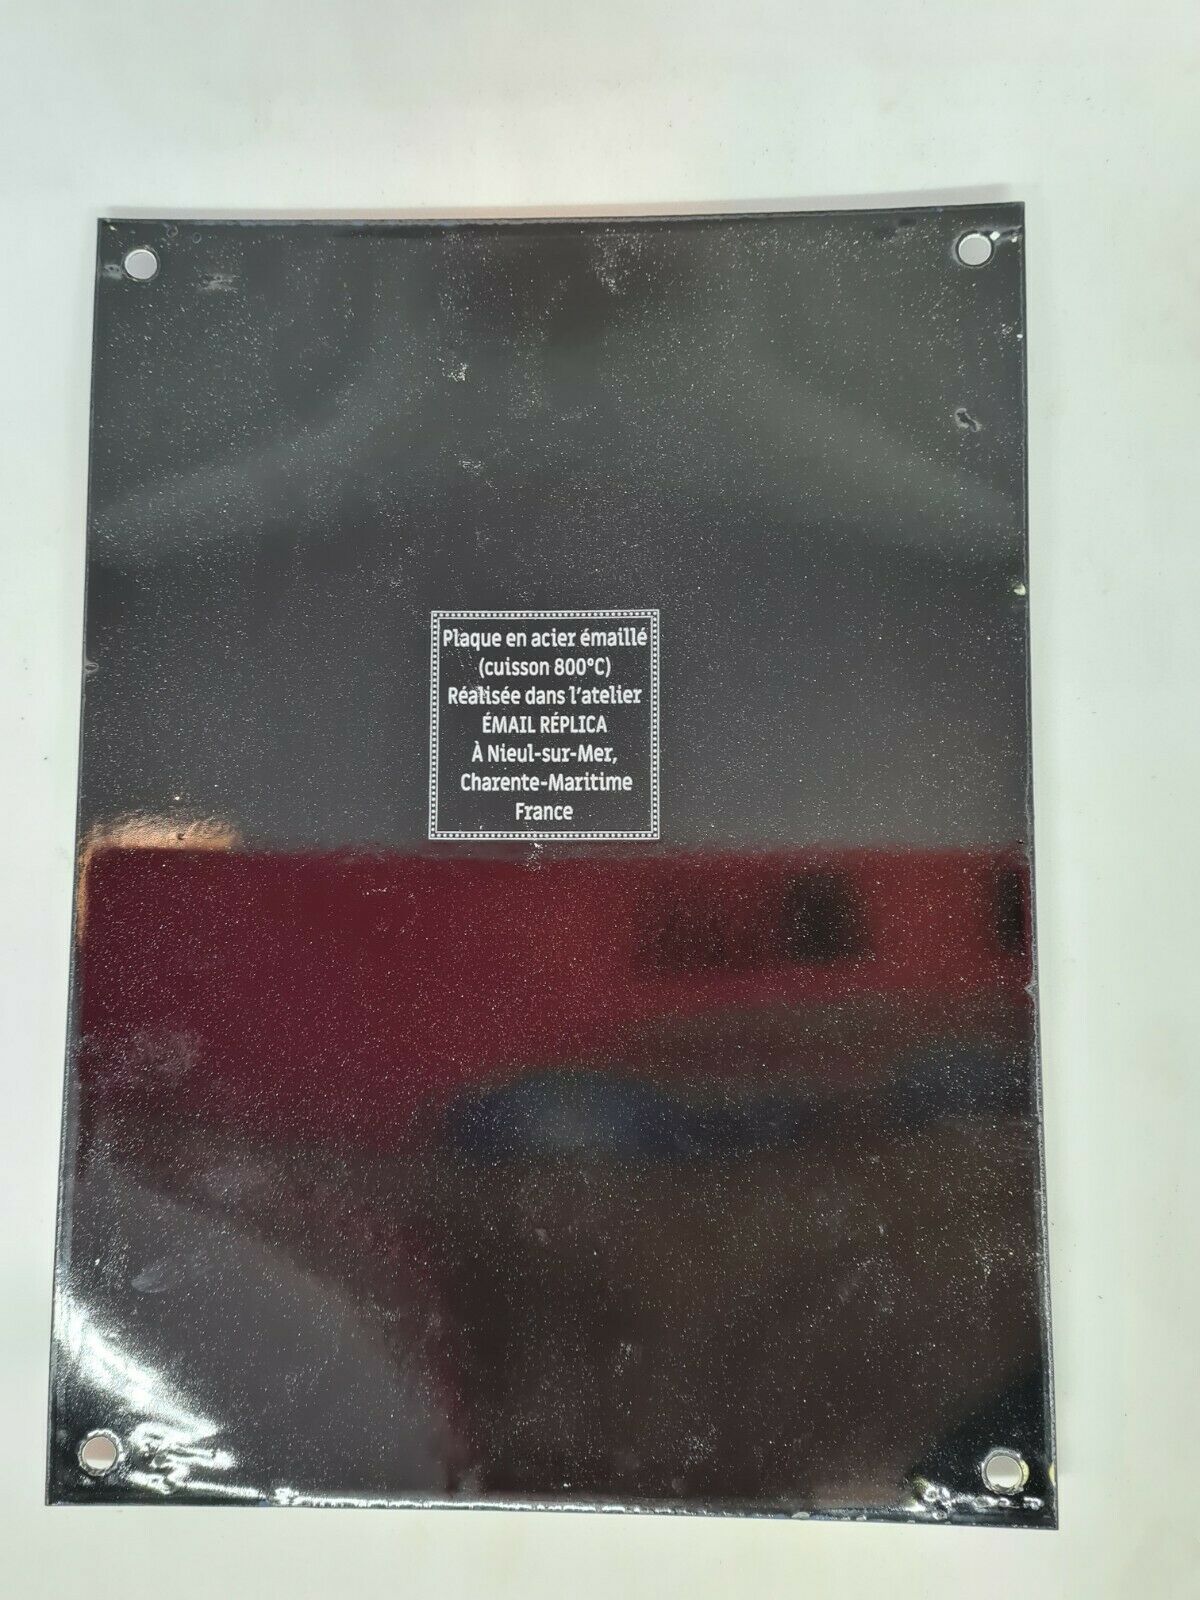 Plaque en acier émaillé
(cuisson 800°C)
Réalisée dans l'atelier
ÉMAIL RÉPLICA
À Nieul-sur-Mer,
Charente-Maritime
France